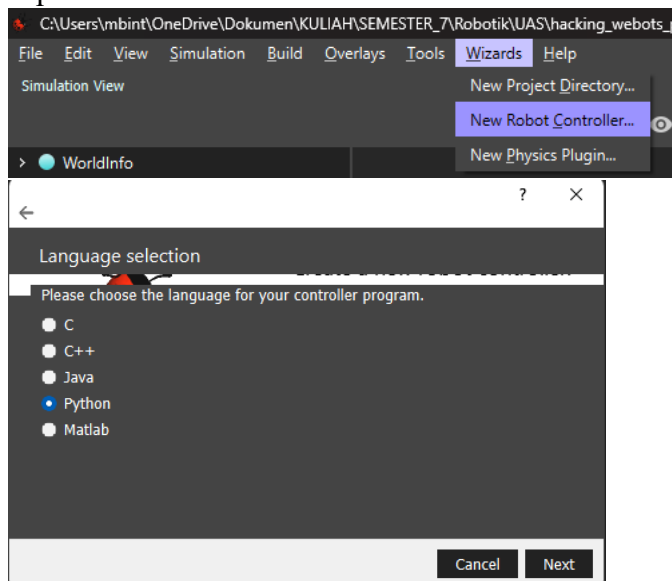 C:\Users\mbint\OneDrive\Dokumen\KULIAH\SEMESTER_7\Robotik\UAS\hacking_webots_
File Edit View Simulation Build Overlays Tools Wizards Help
Simulation View
New Project Directory...
New Robot Controller...
New Physics Plugin...
> WorldInfo
?
Language selection
Please choose the language for your controller program.
C
C++
Java
Python
Matlab
Cancel Next